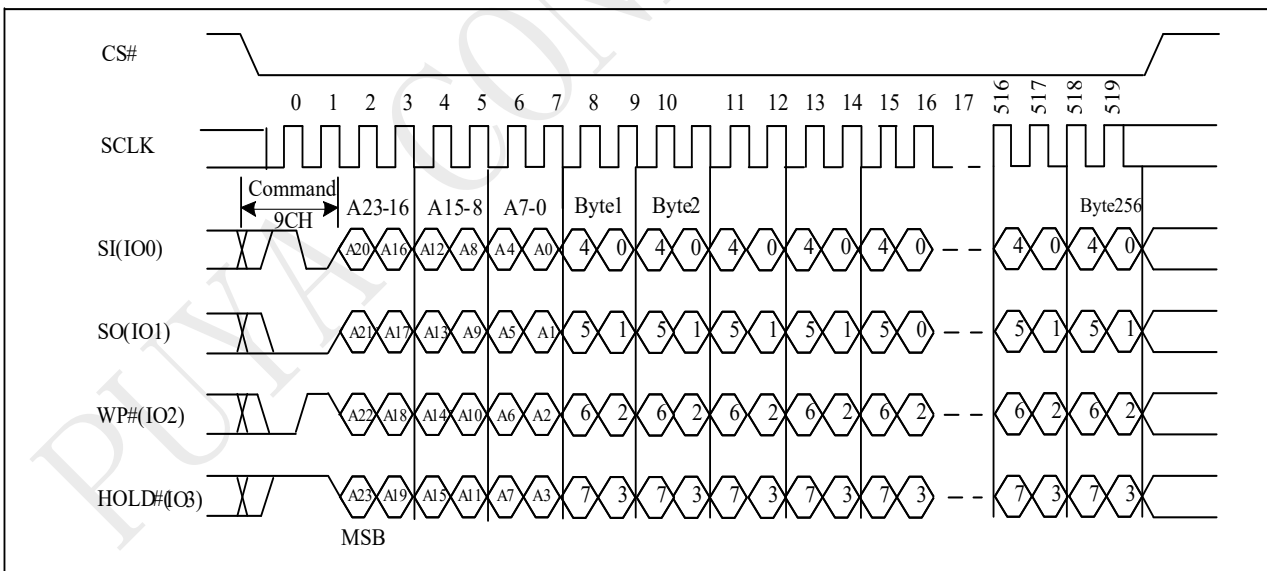 PUYA CON
CS#
0 1 2 3 4 5 6 7 8 9 10 11 12 13 14 15 16 17 516 517 518 519
SCLK
Command
9CH
A23-16 A15-8 A7-0 Byte1 Byte2 Byte256
SI(IO0) A20 A16 A12 A8 A4 A0 4 0 4 0 4 0 4 0 4 0 4 0 4 0
SO(IO1) A21 A17 A13 A9 A5 A1 5 1 5 1 5 1 5 1 5 0 5 1 5 1
WP#(IO2) A22 A18 A14 A10 A6 A2 6 2 6 2 6 2 6 2 6 2 6 2 6 2
HOLD#(IO3) A23 A19 A15 A11 A7 A3 7 3 7 3 7 3 7 3 7 3 7 3 7 3
MSB